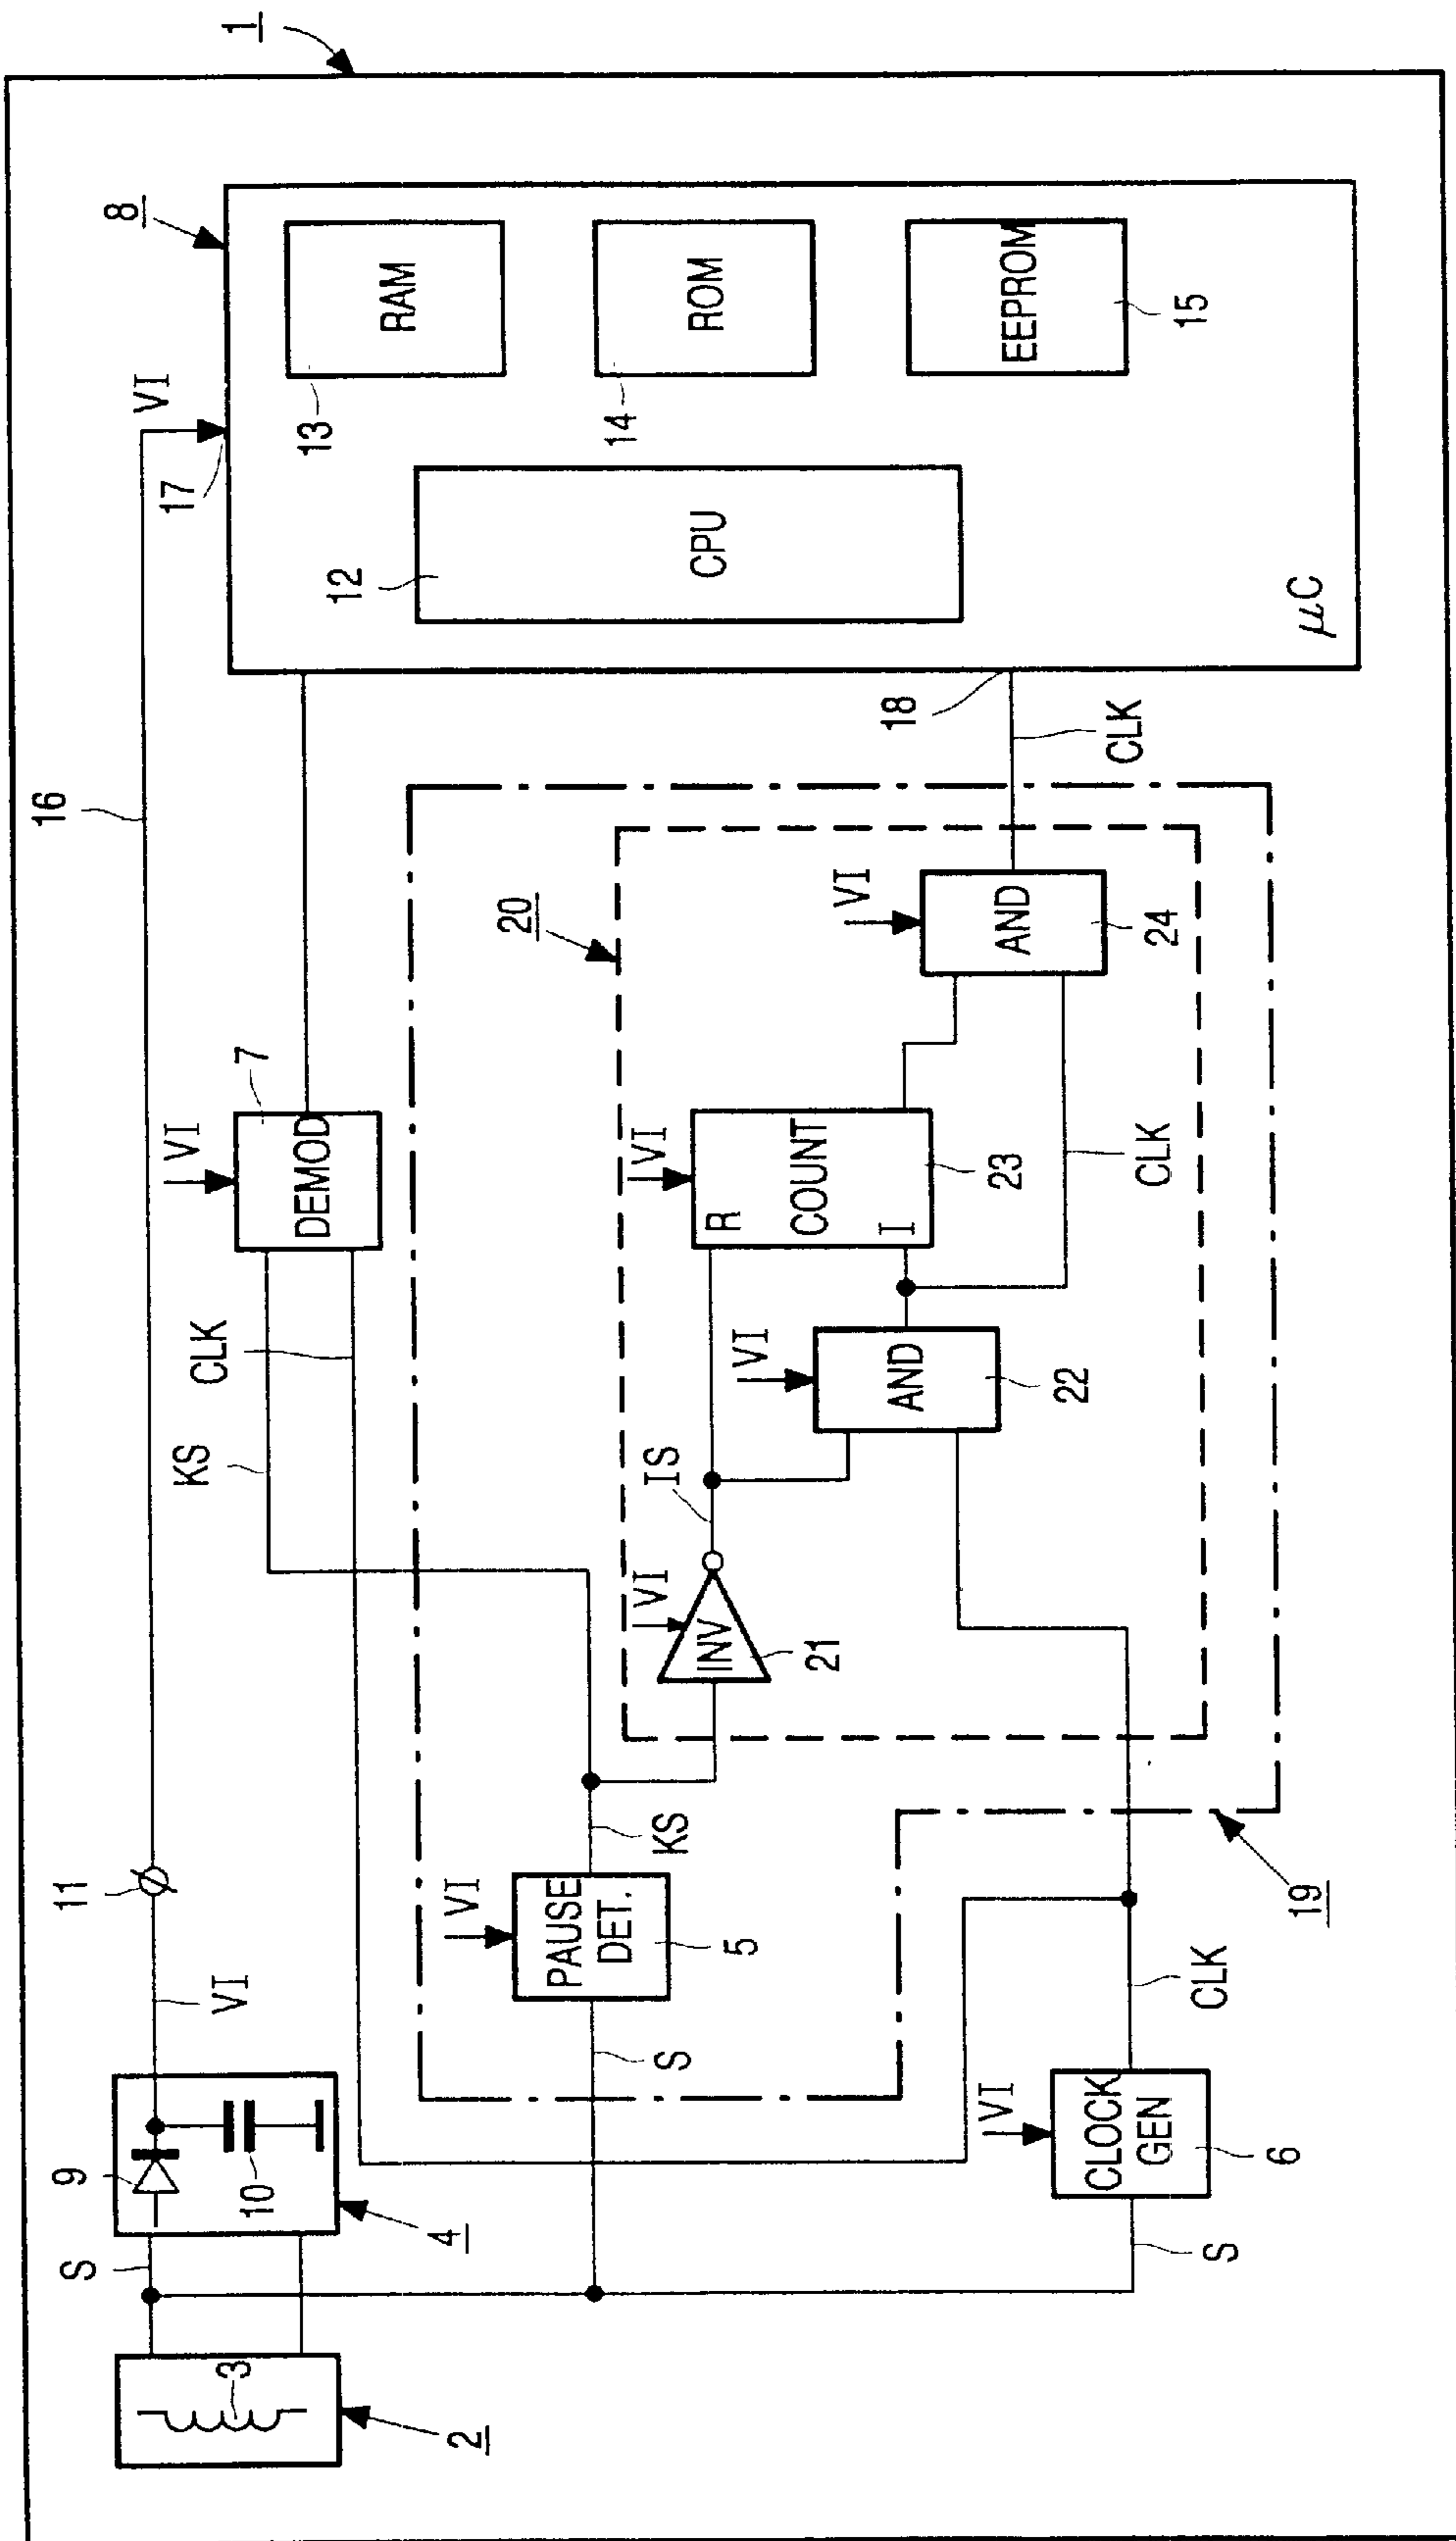 1
8
16
VI
17
13
RAM
14
ROM
EEPROM
15
12
CPU
μC
18
CLK
VI
7
DEMOD
KS
CLK
20
VI
AND
24
VI
R
COUNT
I
23
CLK
VI
AND
22
IS
VI
INV
21
11
VI
KS
VI
PAUSE
DET.
5
S
19
CLK
VI
CLOCK
GEN
6
S
9
10
4
S
3
2